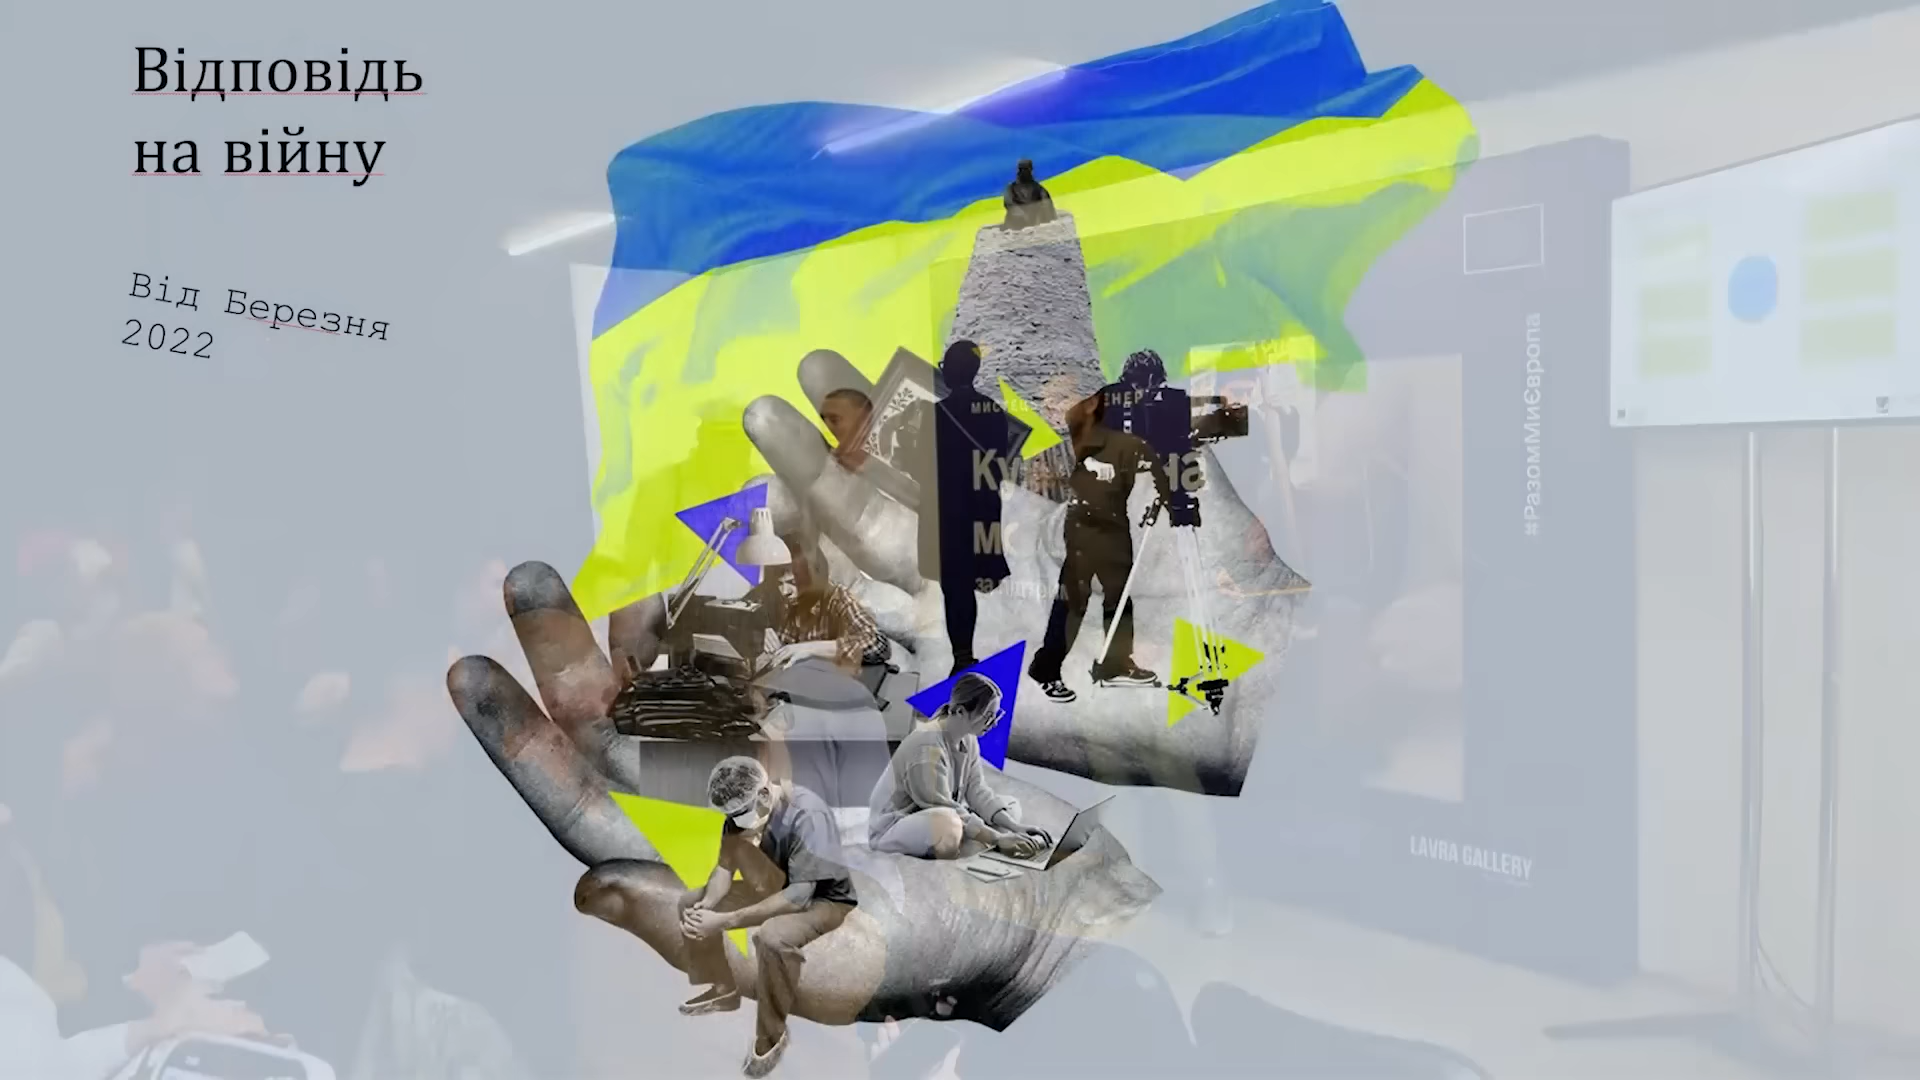 Відповідь
на війну
Від Березня
2022
#РазомМиЄвропа
LAVRA GALLERY